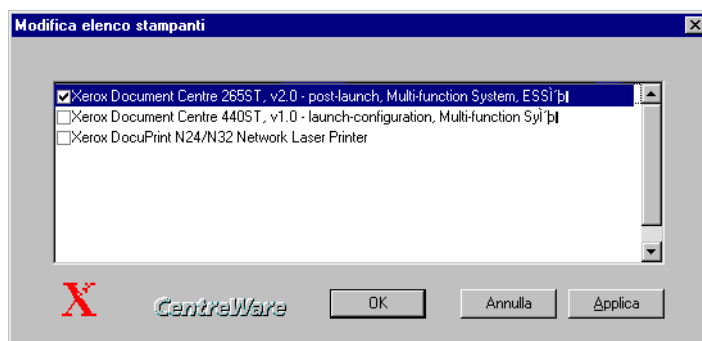 Modifica elenco stampanti
Xerox Document Centre 265ST, v2.0 - post-launch, Multi-function System, ESSÌ´þ
Xerox Document Centre 440ST, v1.0 - launch-configuration, Multi-function SyÌ´þ
Xerox DocuPrint N24/N32 Network Laser Printer
X CentreWare OK Annulla Applica